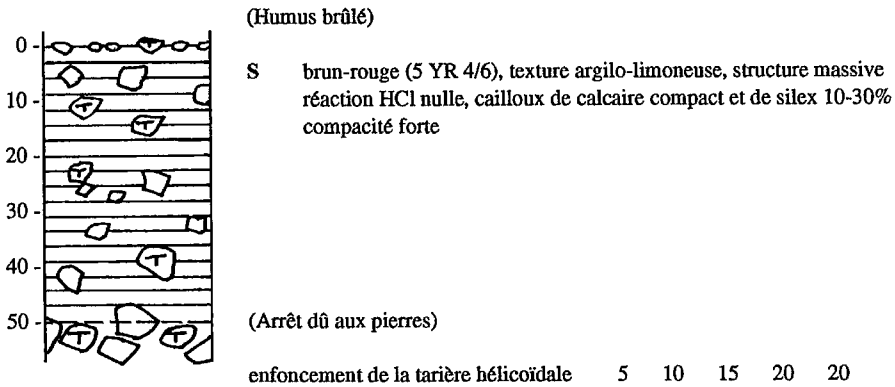 (Humus brûlé)
0 -
S brun-rouge (5 YR 4/6), texture argilo-limoneuse, structure massive
réaction HCl nulle, cailloux de calcaire compact et de silex 10-30%
compacité forte
10 -
20 -
30 -
40 -
50 -
(Arrêt dû aux pierres)
enfoncement de la tarière hélicoïdale 5 10 15 20 20
T
T
T
T
T
T
T